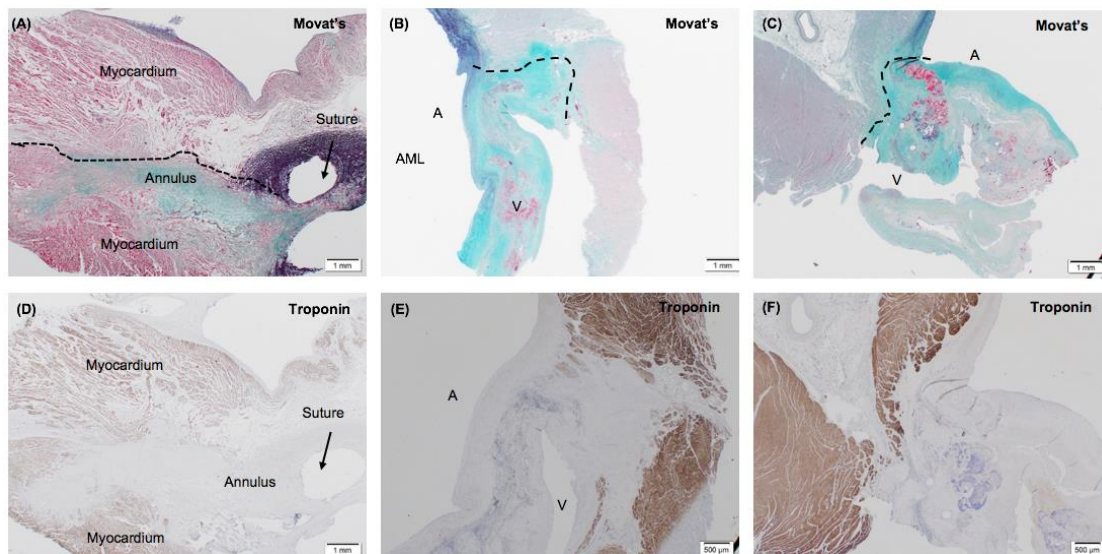 (A)
Movat's
Myocardium
Suture
Annulus
Myocardium
1 mm
(B)
Movat's
A
AML
V
1 mm
(C)
Movat's
A
V
1 mm
(D)
Troponin
Myocardium
Suture
Annulus
Myocardium
1 mm
(E)
Troponin
A
V
500 µm
(F)
Troponin
500 µm